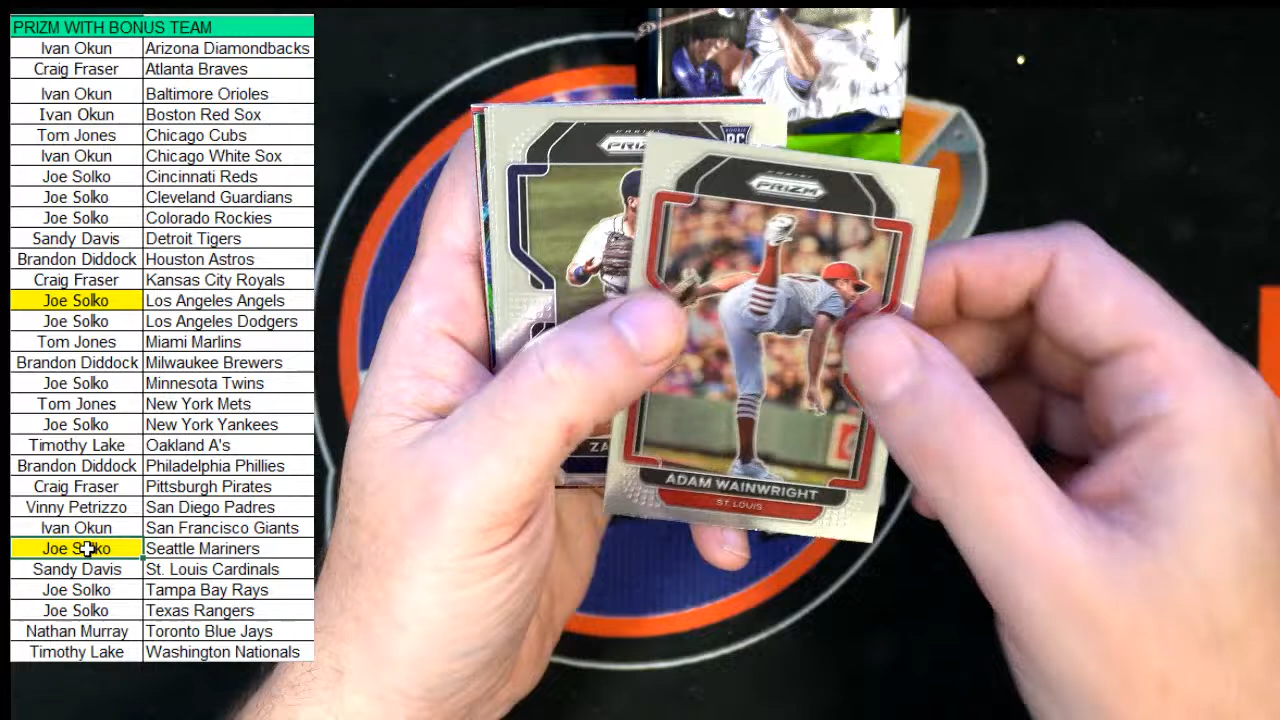 PRIZM WITH BONUS TEAM
Ivan Okun Arizona Diamondbacks
Craig Fraser Atlanta Braves
Ivan Okun Baltimore Orioles
Ivan Okun Boston Red Sox
Tom Jones Chicago Cubs
Ivan Okun Chicago White Sox
Joe Solko Cincinnati Reds
Joe Solko Cleveland Guardians
Joe Solko Colorado Rockies
Sandy Davis Detroit Tigers
Brandon Diddock Houston Astros
Craig Fraser Kansas City Royals
Joe Solko Los Angeles Angels
Joe Solko Los Angeles Dodgers
Tom Jones Miami Marlins
Brandon Diddock Milwaukee Brewers
Joe Solko Minnesota Twins
Tom Jones New York Mets
Joe Solko New York Yankees
Timothy Lake Oakland A's
Brandon Diddock Philadelphia Phillies
Craig Fraser Pittsburgh Pirates
Vinny Petrizzo San Diego Padres
Ivan Okun San Francisco Giants
Joe Solko Seattle Mariners
Sandy Davis St. Louis Cardinals
Joe Solko Tampa Bay Rays
Joe Solko Texas Rangers
Nathan Murray Toronto Blue Jays
Timothy Lake Washington Nationals
PANINI
PRIZ
ROOKIE
RC
ZA
PANINI
PRIZM
ADAM WAINWRIGHT
ST. LOUIS